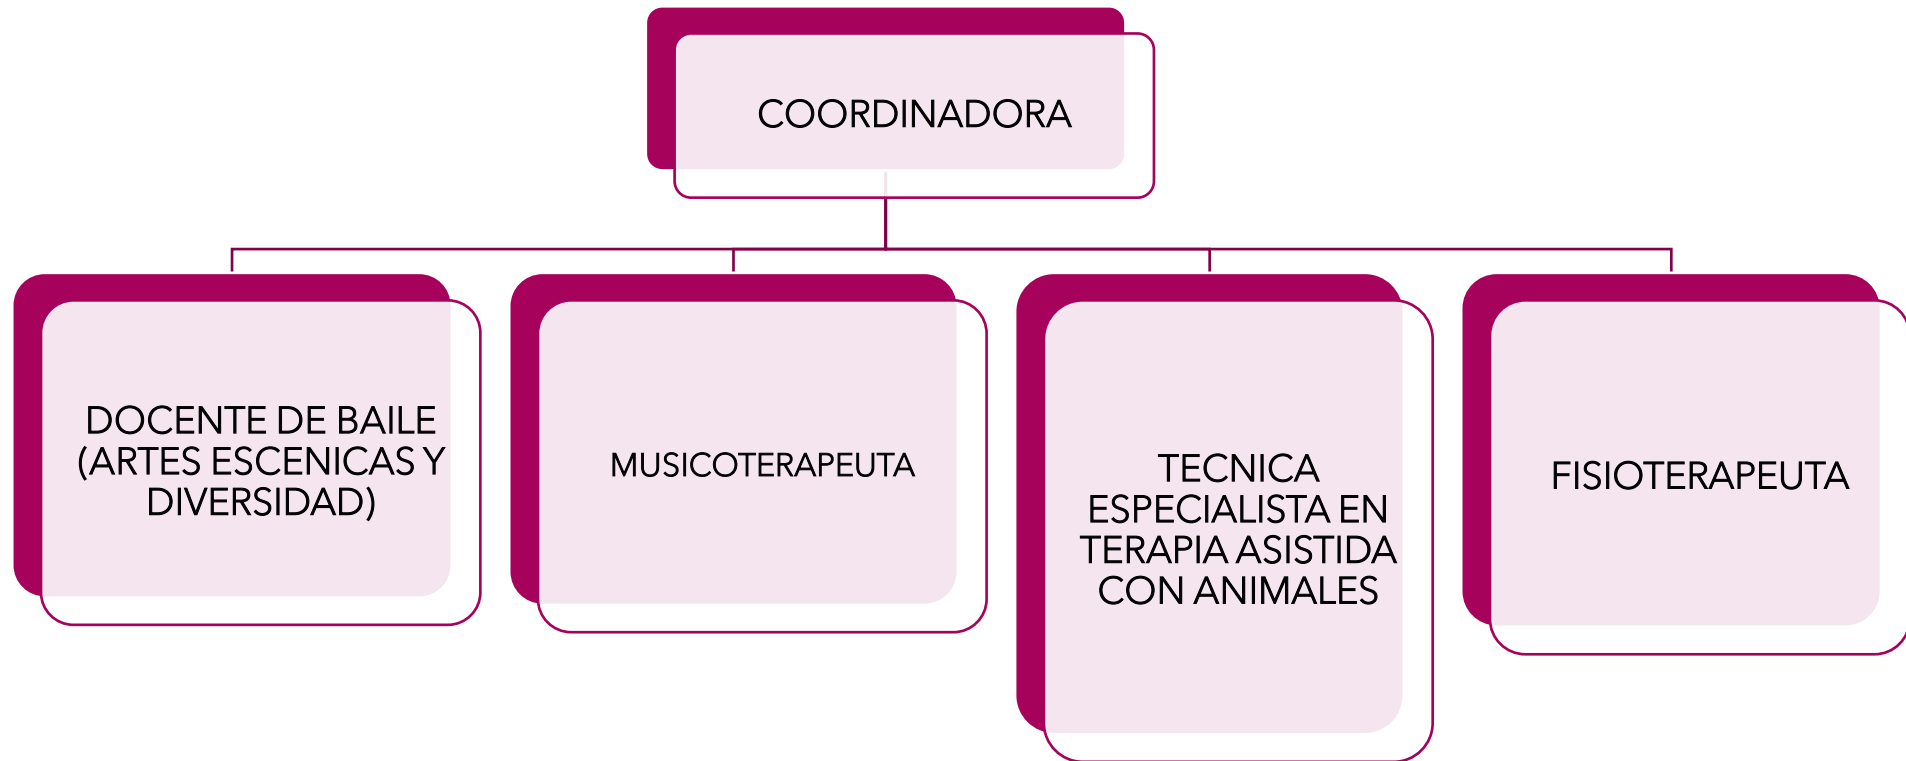 COORDINADORA
DOCENTE DE BAILE
(ARTES ESCENICAS Y
DIVERSIDAD)
MUSICOTERAPEUTA
TECNICA
ESPECIALISTA EN
TERAPIA ASISTIDA
CON ANIMALES
FISIOTERAPEUTA